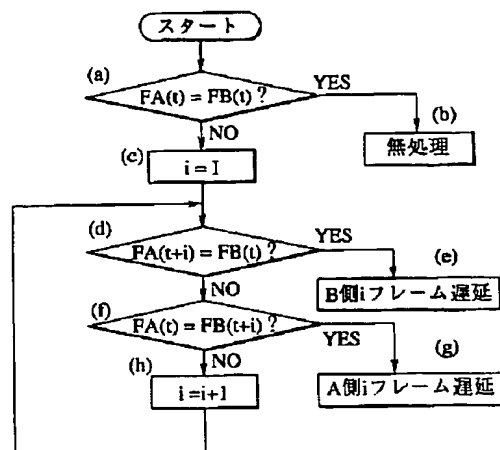 スタート
(a)
FA(t) = FB(t) ?
YES
(b)
NO
無処理
(c)
i = I
(d)
FA(t+i) = FB(t) ?
YES
(e)
NO
B側iフレーム遅延
(f)
FA(t) = FB(t+i) ?
YES
(g)
NO
(h)
A側iフレーム遅延
i =i+1